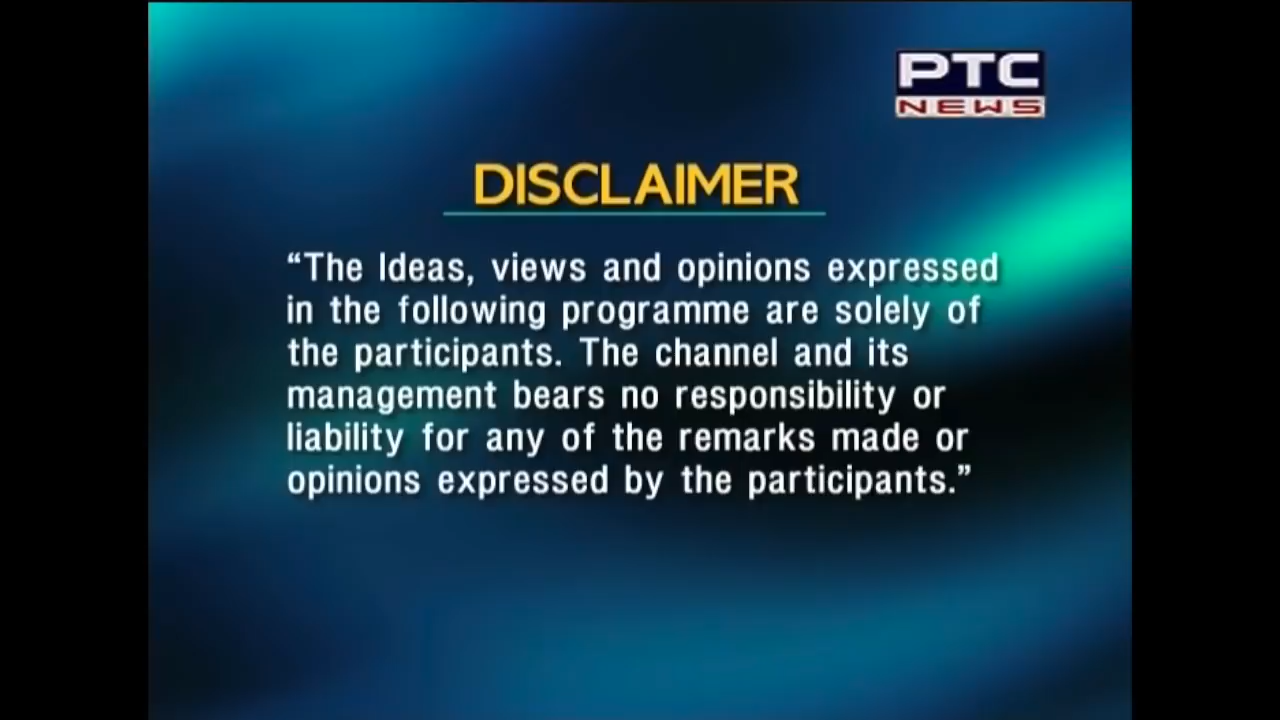 PTC
NEWS
DISCLAIMER
“The Ideas, views and opinions expressed
in the following programme are solely of
the participants. The channel and its
management bears no responsibility or
liability for any of the remarks made or
opinions expressed by the participants.”